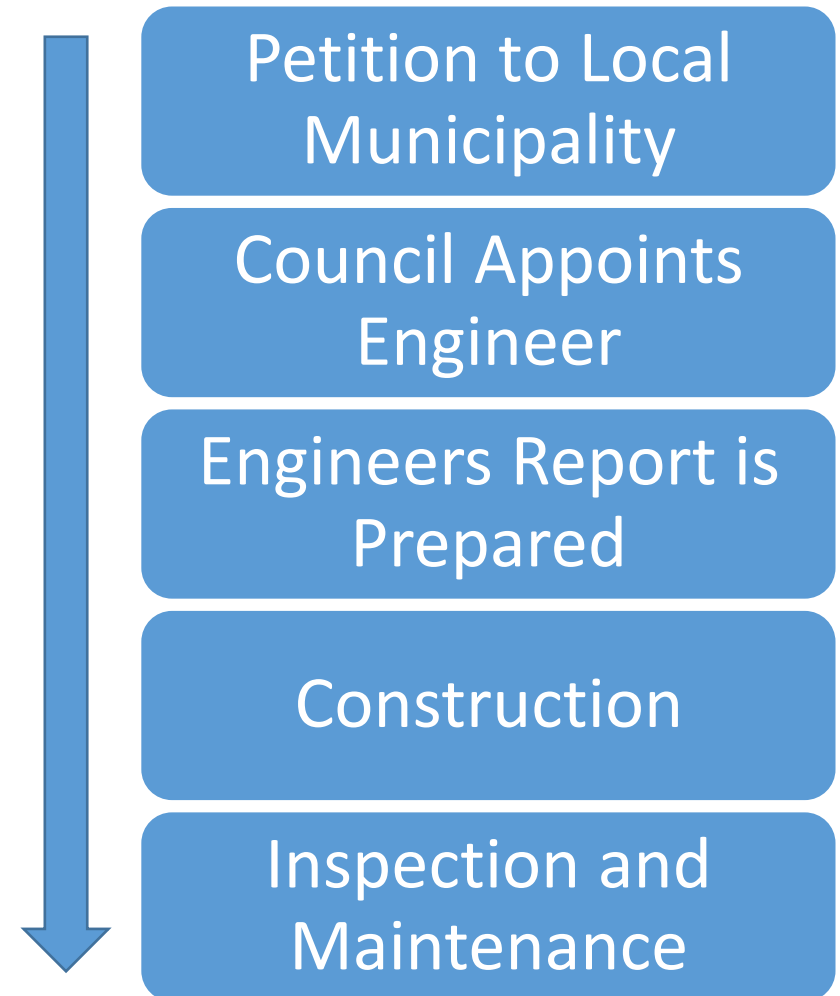 Petition to Local
Municipality
Council Appoints
Engineer
Engineers Report is
Prepared
Construction
Inspection and
Maintenance